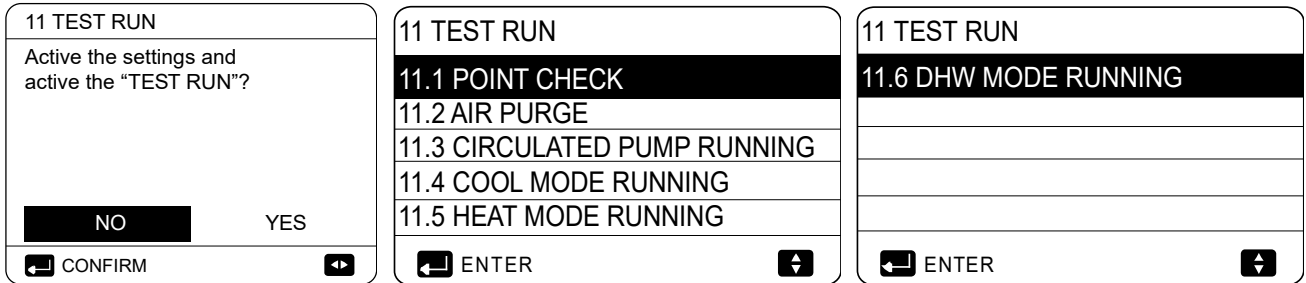 11 TEST RUN
Active the settings and
active the “TEST RUN”?
NO YES
CONFIRM
11 TEST RUN
11.1 POINT CHECK
11.2 AIR PURGE
11.3 CIRCULATED PUMP RUNNING
11.4 COOL MODE RUNNING
11.5 HEAT MODE RUNNING
ENTER
11 TEST RUN
11.6 DHW MODE RUNNING
ENTER